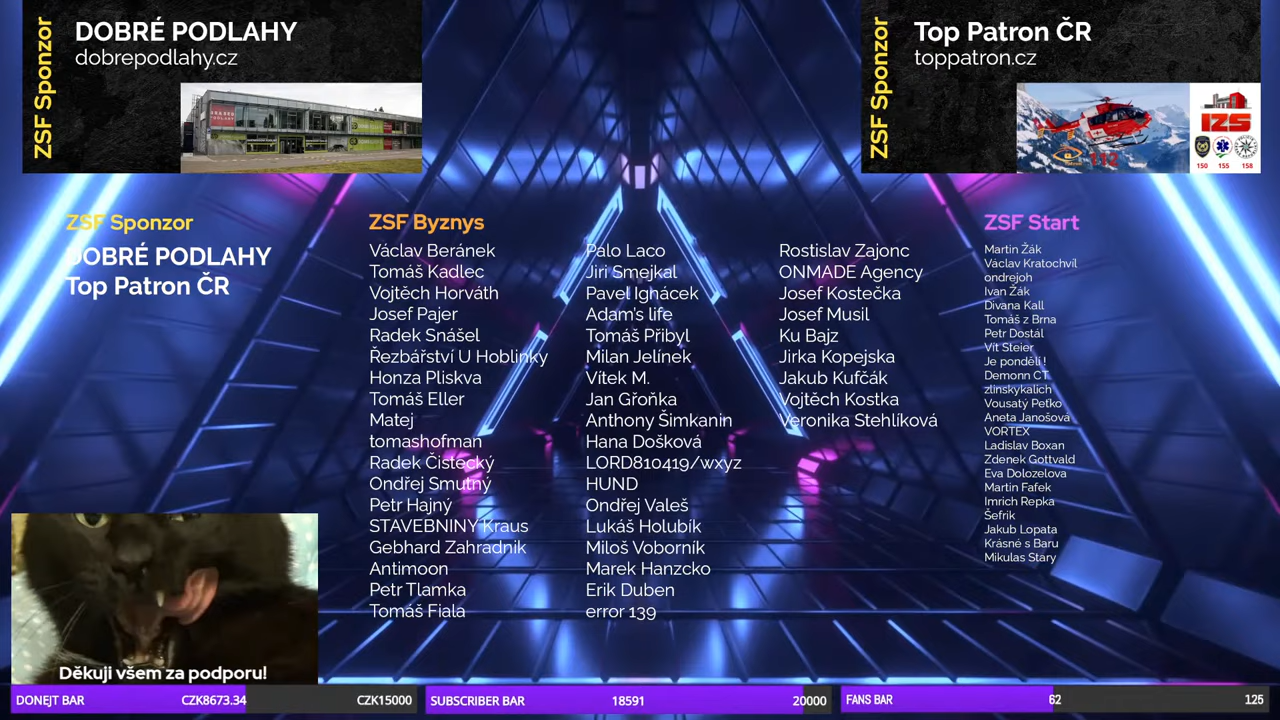 ZSF Sponzor
DOBRÉ PODLAHY
dobrepodlahy.cz
ZSF Sponzor
Top Patron ČR
toppatron.cz
112
IZS
150 155 158
ZSF Sponzor
DOBRÉ PODLAHY
Top Patron ČR
ZSF Byznys
Václav Beránek
Tomáš Kadlec
Vojtěch Horváth
Josef Pajer
Radek Snášel
Řezbářství U Hoblinky
Honza Pliskva
Tomáš Eller
Matej
tomashofman
Radek Čistecký
Ondřej Smutný
Petr Hajný
STAVEBNINY Kraus
Gebhard Zahradnik
Antimoon
Petr Tlamka
Tomáš Fiala
Palo Laco
Jiri Smejkal
Pavel Ignácek
Adam's life
Tomáš Přibyl
Milan Jelínek
Vítek M.
Jan Gřoňka
Anthony Šimkanin
Hana Došková
LORD810419/wxyz
HUND
Ondřej Valeš
Lukáš Holubík
Miloš Voborník
Marek Hanzcko
Erik Duben
error 139
Rostislav Zajonc
ONMADE Agency
Josef Kostečka
Josef Musil
Ku Bajz
Jirka Kopejska
Jakub Kufčák
Vojtěch Kostka
Veronika Stehlíková
ZSF Start
Martin Žák
Václav Kratochvíl
ondrejoh
Ivan Žák
Divana Kall
Tomáš z Brna
Petr Dostál
Vít Steier
Je pondělí !
Demonn CT
zlinskykalich
Vousatý Peťko
Aneta Janošová
VORTEX
Ladislav Boxan
Zdenek Gottvald
Eva Dolozelova
Martin Fafek
Imrich Repka
Šefrik
Jakub Lopata
Krásně s Baru
Mikulas Stary
Děkuji všem za podporu!
DONEJT BAR CZK8673.34 CZK15000
SUBSCRIBER BAR 18591 20000
FANS BAR 62 125